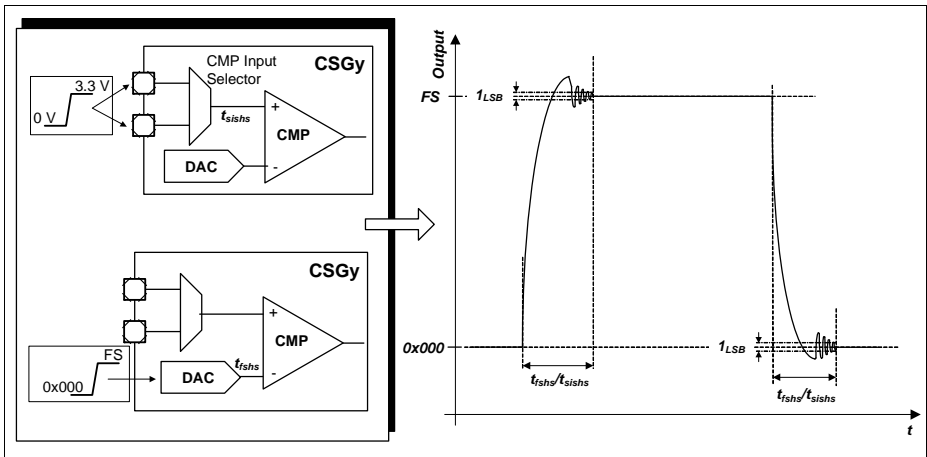 CMP Input
Selector
CSGy
3.3 V
0 V
t_sishs
+
CMP
DAC
-
CSGy
+
CMP
FS
0x000
DAC
t_fshs
-
Output
FS
1_LSB
0x000
1_LSB
t_fshs/t_sishs
t_fshs/t_sishs
t